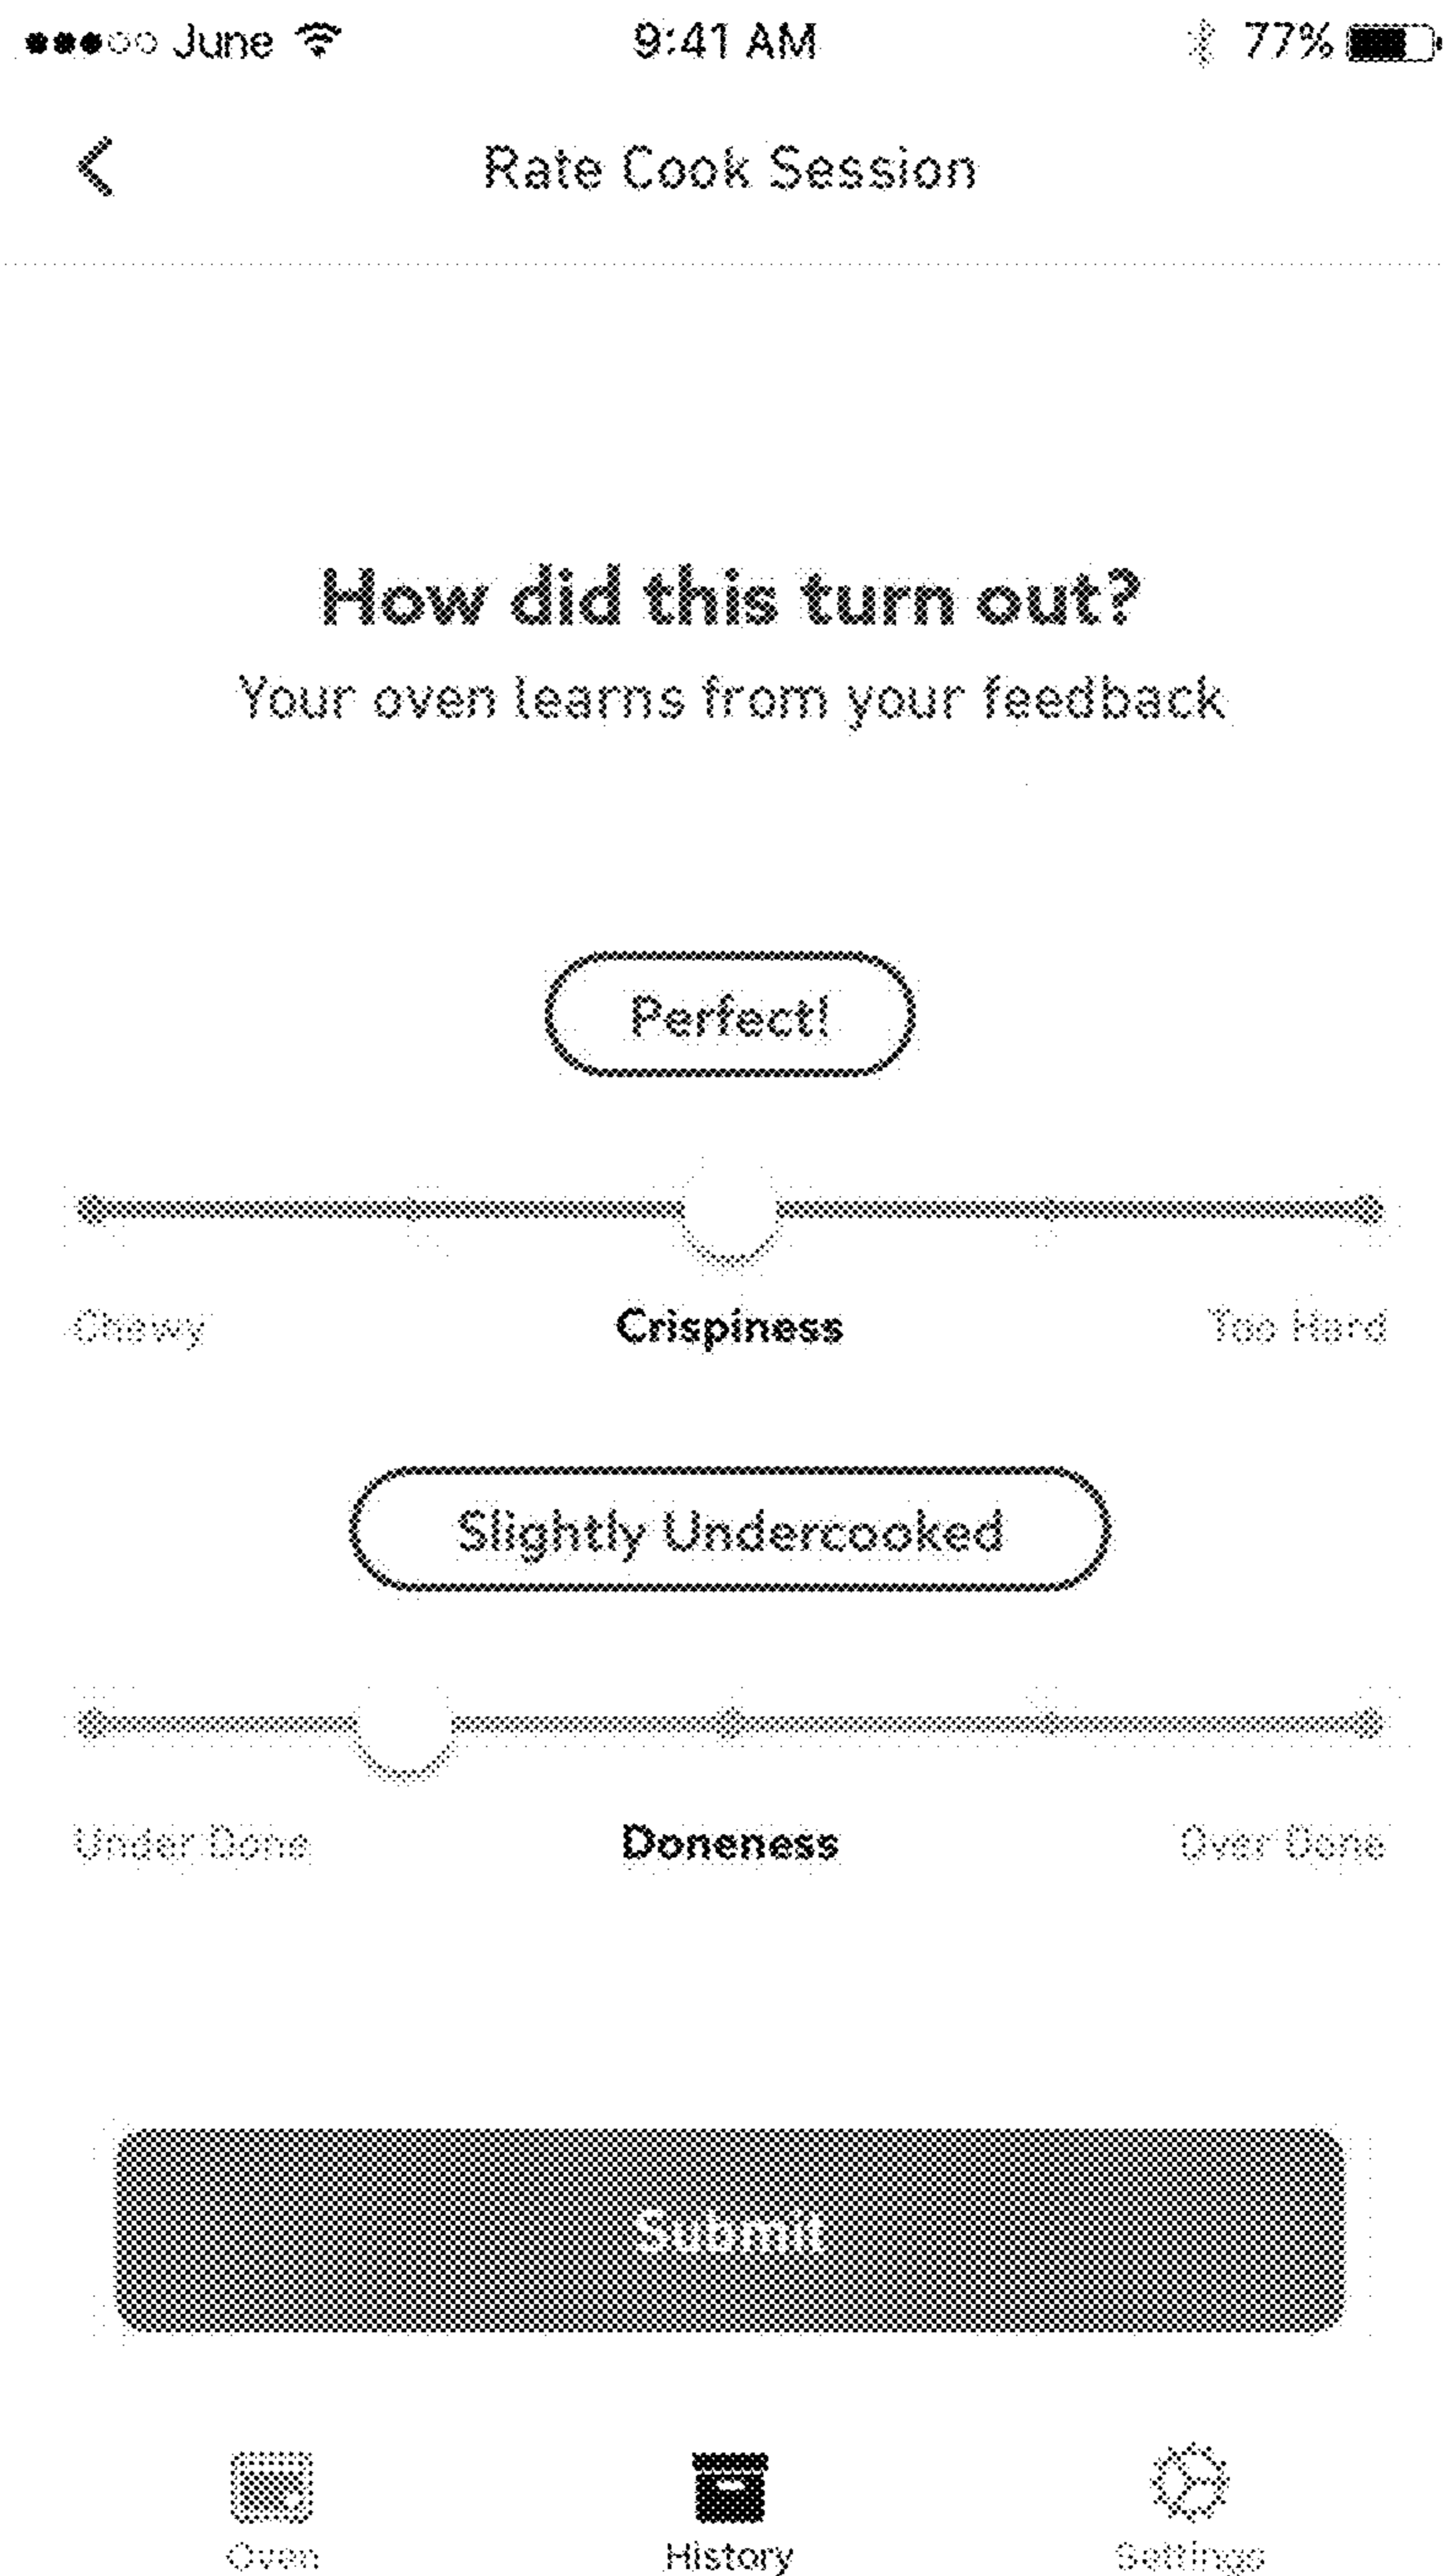 June 9:41 AM 77%
Rate Cook Session
How did this turn out?
Your oven learns from your feedback
Perfect!
Chewy Crispiness Too Hard
Slightly Undercooked
Under Done Doneness Over Done
Submit
Oven History Settings